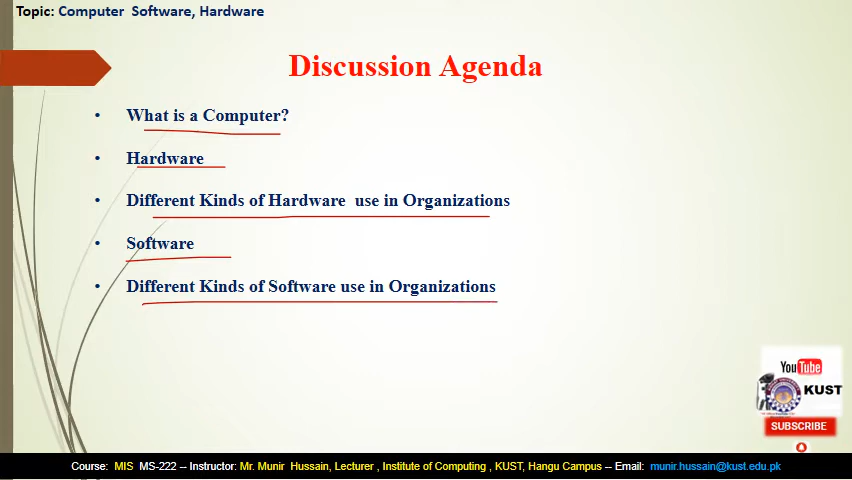 Topic: Computer Software, Hardware
Discussion Agenda
• What is a Computer?
• Hardware
• Different Kinds of Hardware use in Organizations
• Software
• Different Kinds of Software use in Organizations
YouTube
KUST
SUBSCRIBE
Course: MIS MS-222 -- Instructor: Mr. Munir Hussain, Lecturer , Institute of Computing , KUST, Hangu Campus -- Email: munir.hussain@kust.edu.pk